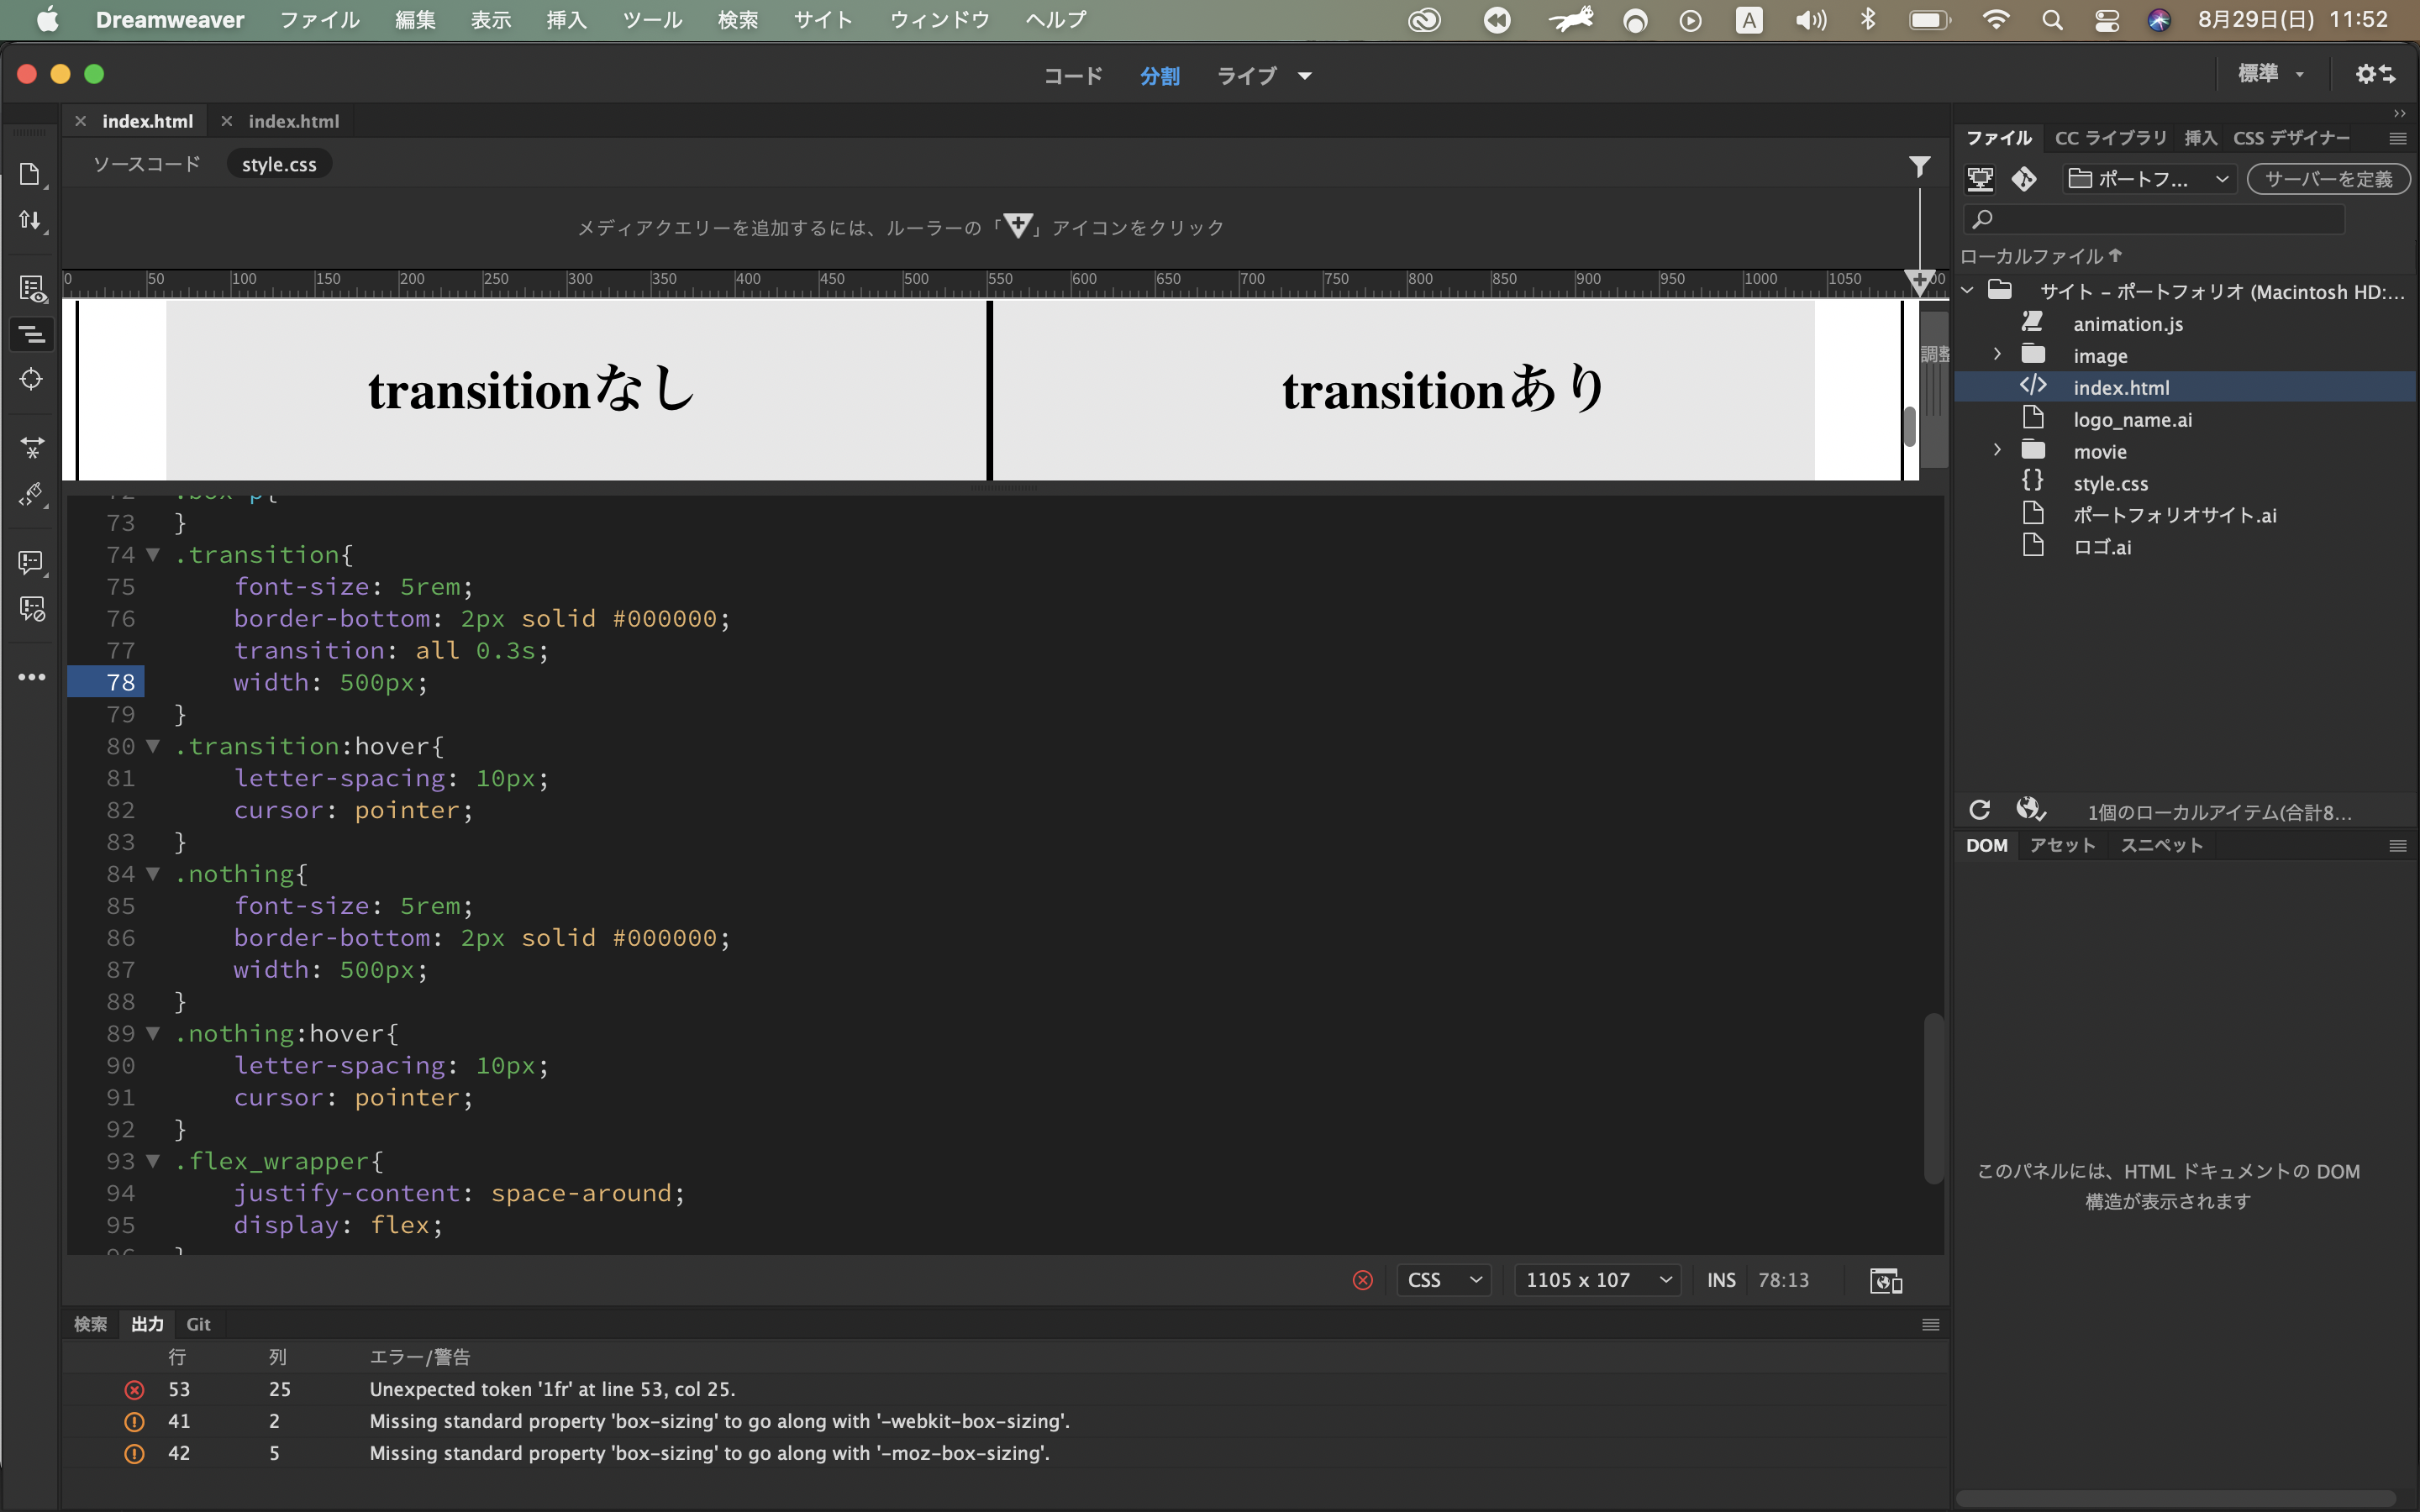 Dreamweaver ファイル 編集 表示 挿入 ツール 検索 サイト ウィンドウ ヘルプ A 8月29日(日) 11:52
コード 分割 ライブ 標準
index.html index.html
ソースコード style.css
メディアクエリーを追加するには、ルーラーの「 」アイコンをクリック
0 50 100 150 200 250 300 350 400 450 500 550 600 650 700 750 800 850 900 950 1000 1050 00
transitionなし transitionあり
調整
72 .box p{
73 }
74 .transition{
75 font-size: 5rem;
76 border-bottom: 2px solid #000000;
77 transition: all 0.3s;
78 width: 500px;
79 }
80 .transition:hover{
81 letter-spacing: 10px;
82 cursor: pointer;
83 }
84 .nothing{
85 font-size: 5rem;
86 border-bottom: 2px solid #000000;
87 width: 500px;
88 }
89 .nothing:hover{
90 letter-spacing: 10px;
91 cursor: pointer;
92 }
93 .flex_wrapper{
94 justify-content: space-around;
95 display: flex;
96 }
CSS 1105 x 107 INS 78:13
検索 出力 Git
行 列 エラー/警告
53 25 Unexpected token '1fr' at line 53, col 25.
41 2 Missing standard property 'box-sizing' to go along with '-webkit-box-sizing'.
42 5 Missing standard property 'box-sizing' to go along with '-moz-box-sizing'.
ファイル CC ライブラリ 挿入 CSS デザイナー
ポートフ... サーバーを定義
ローカルファイル
サイト – ポートフォリオ (Macintosh HD:...
animation.js
image
index.html
logo_name.ai
movie
style.css
ポートフォリオサイト.ai
ロゴ.ai
1個のローカルアイテム(合計8...
DOM アセット スニペット
このパネルには、HTML ドキュメントの DOM
構造が表示されます